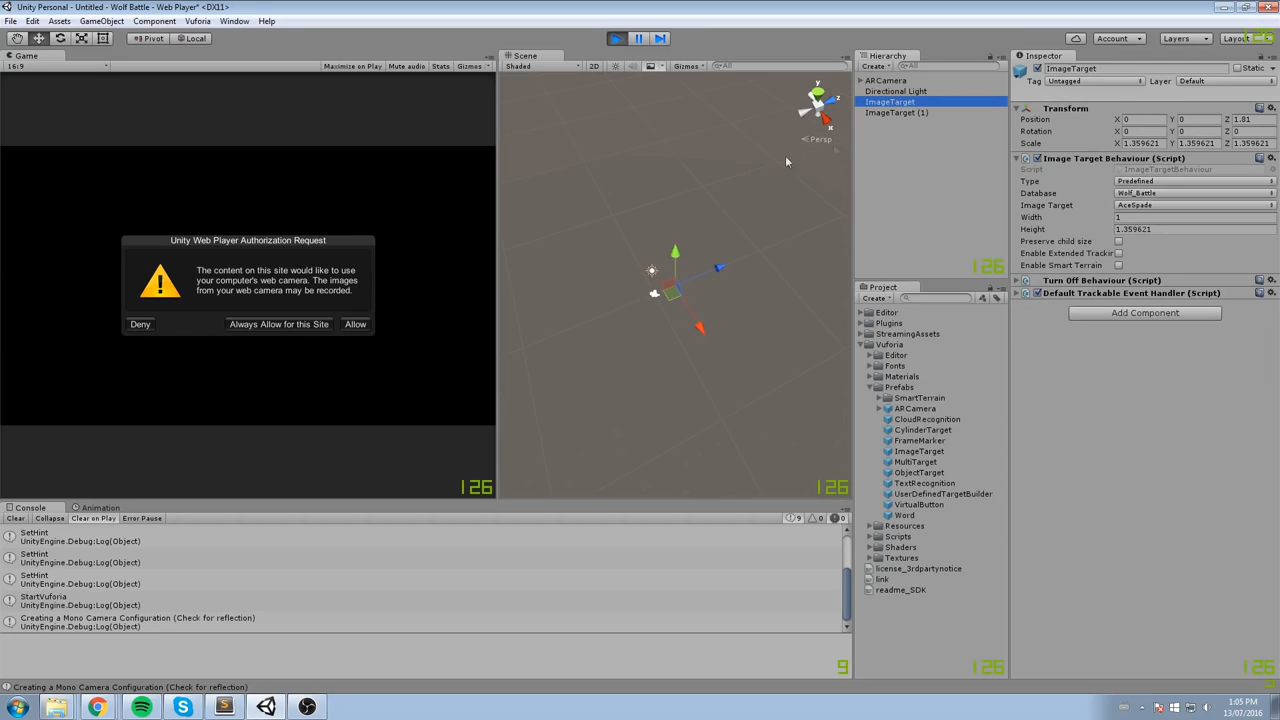 Unity Personal - Untitled - Wolf Battle - Web Player* <DX11>
File Edit Assets GameObject Component Vuforia Window Help
Pivot Local Account Layers Layout
126
Game
16:9 Maximize on Play Mute audio Stats Gizmos
Unity Web Player Authorization Request
The content on this site would like to use
your computer's web camera. The images
from your web camera may be recorded.
Deny Always Allow for this Site Allow
126
Scene
Shaded 2D Gizmos All
y
z
x
Persp
126
Hierarchy
Create All
ARCamera
Directional Light
ImageTarget
ImageTarget (1)
126
Project
Create
Editor
Plugins
StreamingAssets
Vuforia
Editor
Fonts
Materials
Prefabs
SmartTerrain
ARCamera
CloudRecognition
CylinderTarget
FrameMarker
ImageTarget
MultiTarget
ObjectTarget
TextRecognition
UserDefinedTargetBuilder
VirtualButton
Word
Resources
Scripts
Shaders
Textures
license_3rdpartynotice
link
readme_SDK
126
Inspector
ImageTarget Static
Tag Untagged Layer Default
Transform
Position X 0 Y 0 Z 1.81
Rotation X 0 Y 0 Z 0
Scale X 1.359621 Y 1.359621 Z 1.359621
Image Target Behaviour (Script)
Script ImageTargetBehaviour
Type Predefined
Database Wolf_Battle
Image Target AceSpade
Width 1
Height 1.359621
Preserve child size
Enable Extended Trackir
Enable Smart Terrain
Turn Off Behaviour (Script)
Default Trackable Event Handler (Script)
Add Component
126
Console Animation
Clear Collapse Clear on Play Error Pause 9 0 0
SetHint
UnityEngine.Debug:Log(Object)
SetHint
UnityEngine.Debug:Log(Object)
SetHint
UnityEngine.Debug:Log(Object)
StartVuforia
UnityEngine.Debug:Log(Object)
Creating a Mono Camera Configuration (Check for reflection)
UnityEngine.Debug:Log(Object)
9
Creating a Mono Camera Configuration (Check for reflection)
1:05 PM
13/07/2016